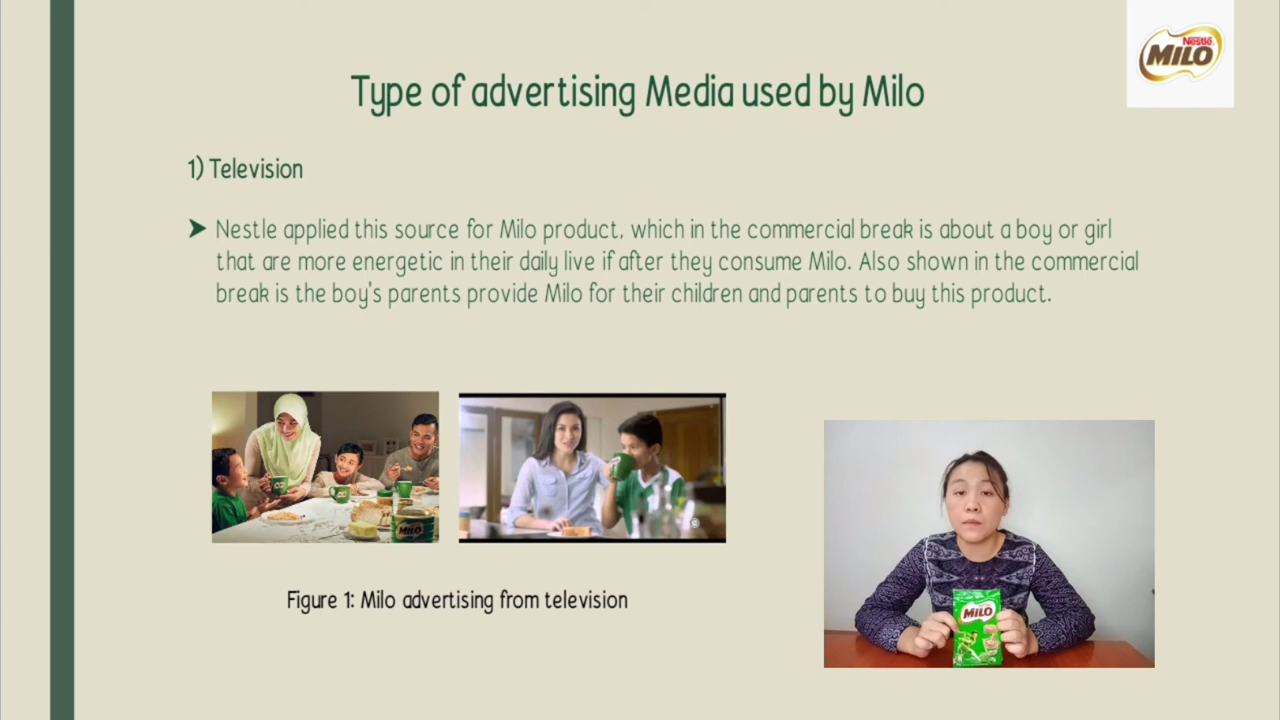 Nestlé
MILO
Type of advertising Media used by Milo
1) Television
➤ Nestle applied this source for Milo product, which in the commercial break is about a boy or girl
that are more energetic in their daily live if after they consume Milo. Also shown in the commercial
break is the boy's parents provide Milo for their children and parents to buy this product.
MILO
Figure 1: Milo advertising from television
MILO